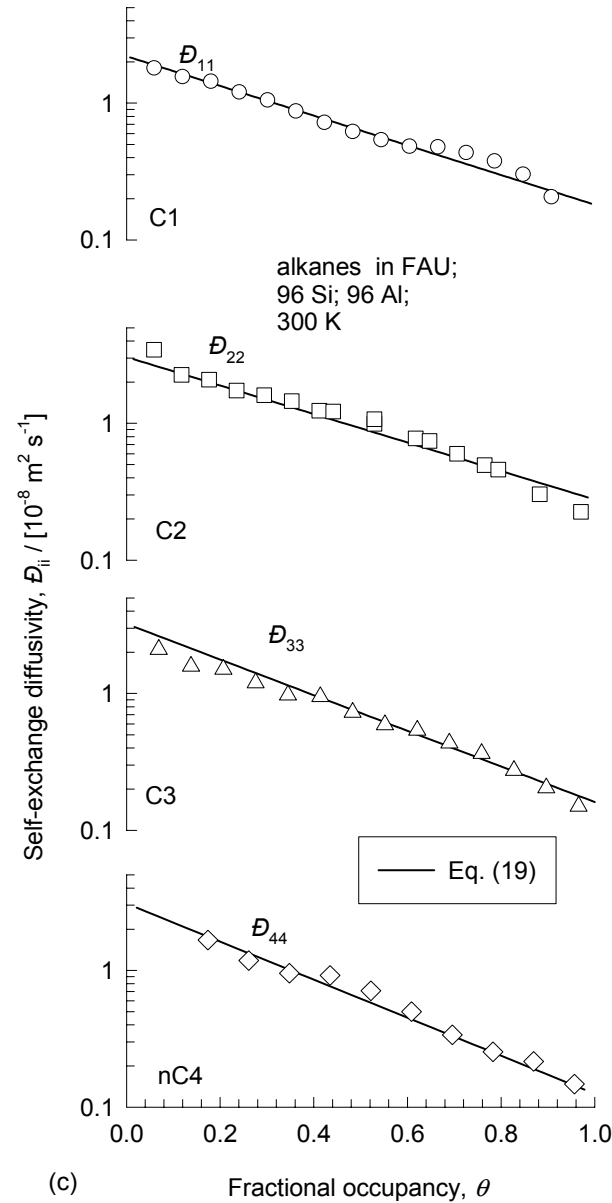 Đ11
1
0.1
C1
alkanes in FAU;
96 Si; 96 Al;
300 K
Đ22
1
0.1
C2
Đ33
1
0.1
C3
Eq. (19)
Đ44
1
0.1
nC4
0.0 0.2 0.4 0.6 0.8 1.0
Self-exchange diffusivity, Đii / [10-8 m2 s-1]
(c) Fractional occupancy, θ